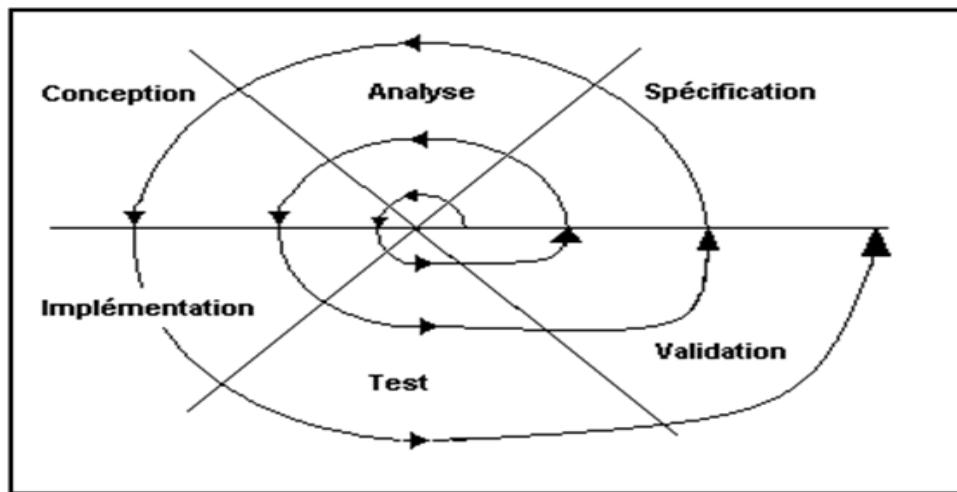 Conception
Analyse
Spécification
Implémentation
Validation
Test